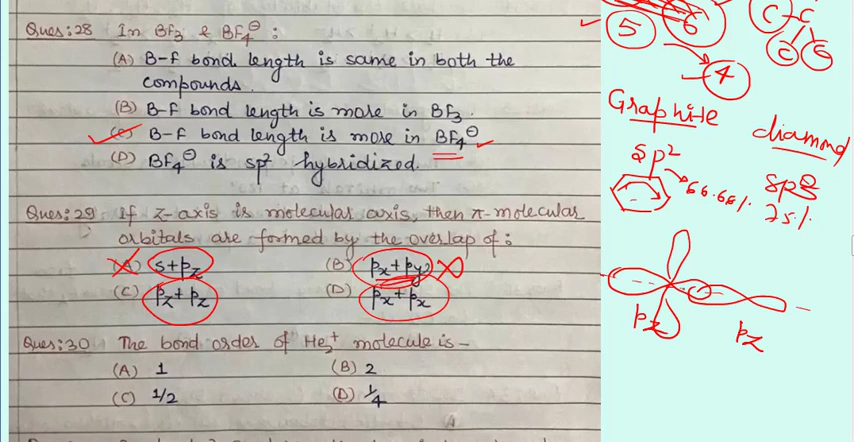 Ques:28 In BF3 & BF4⊖ :
(A) B-F bond length is same in both the
compounds.
(B) B-F bond length is more in BF3.
(C) B-F bond length is more in BF4⊖
(D) BF4⊖ is sp² hybridized.
Ques:29 If z-axis is molecular axis, then π-molecular
orbitals are formed by the overlap of:
(A) s+pz
(B) px+py
(C) pz+pz
(D) px+px
Ques:30 The bond order of He2+ molecule is-
(A) 1
(B) 2
(C) 1/2
(D) 1/4
5 6
C-C
C C
4
Graphite
diamond
sp²
66.66%
sp³
75%
pz
pz